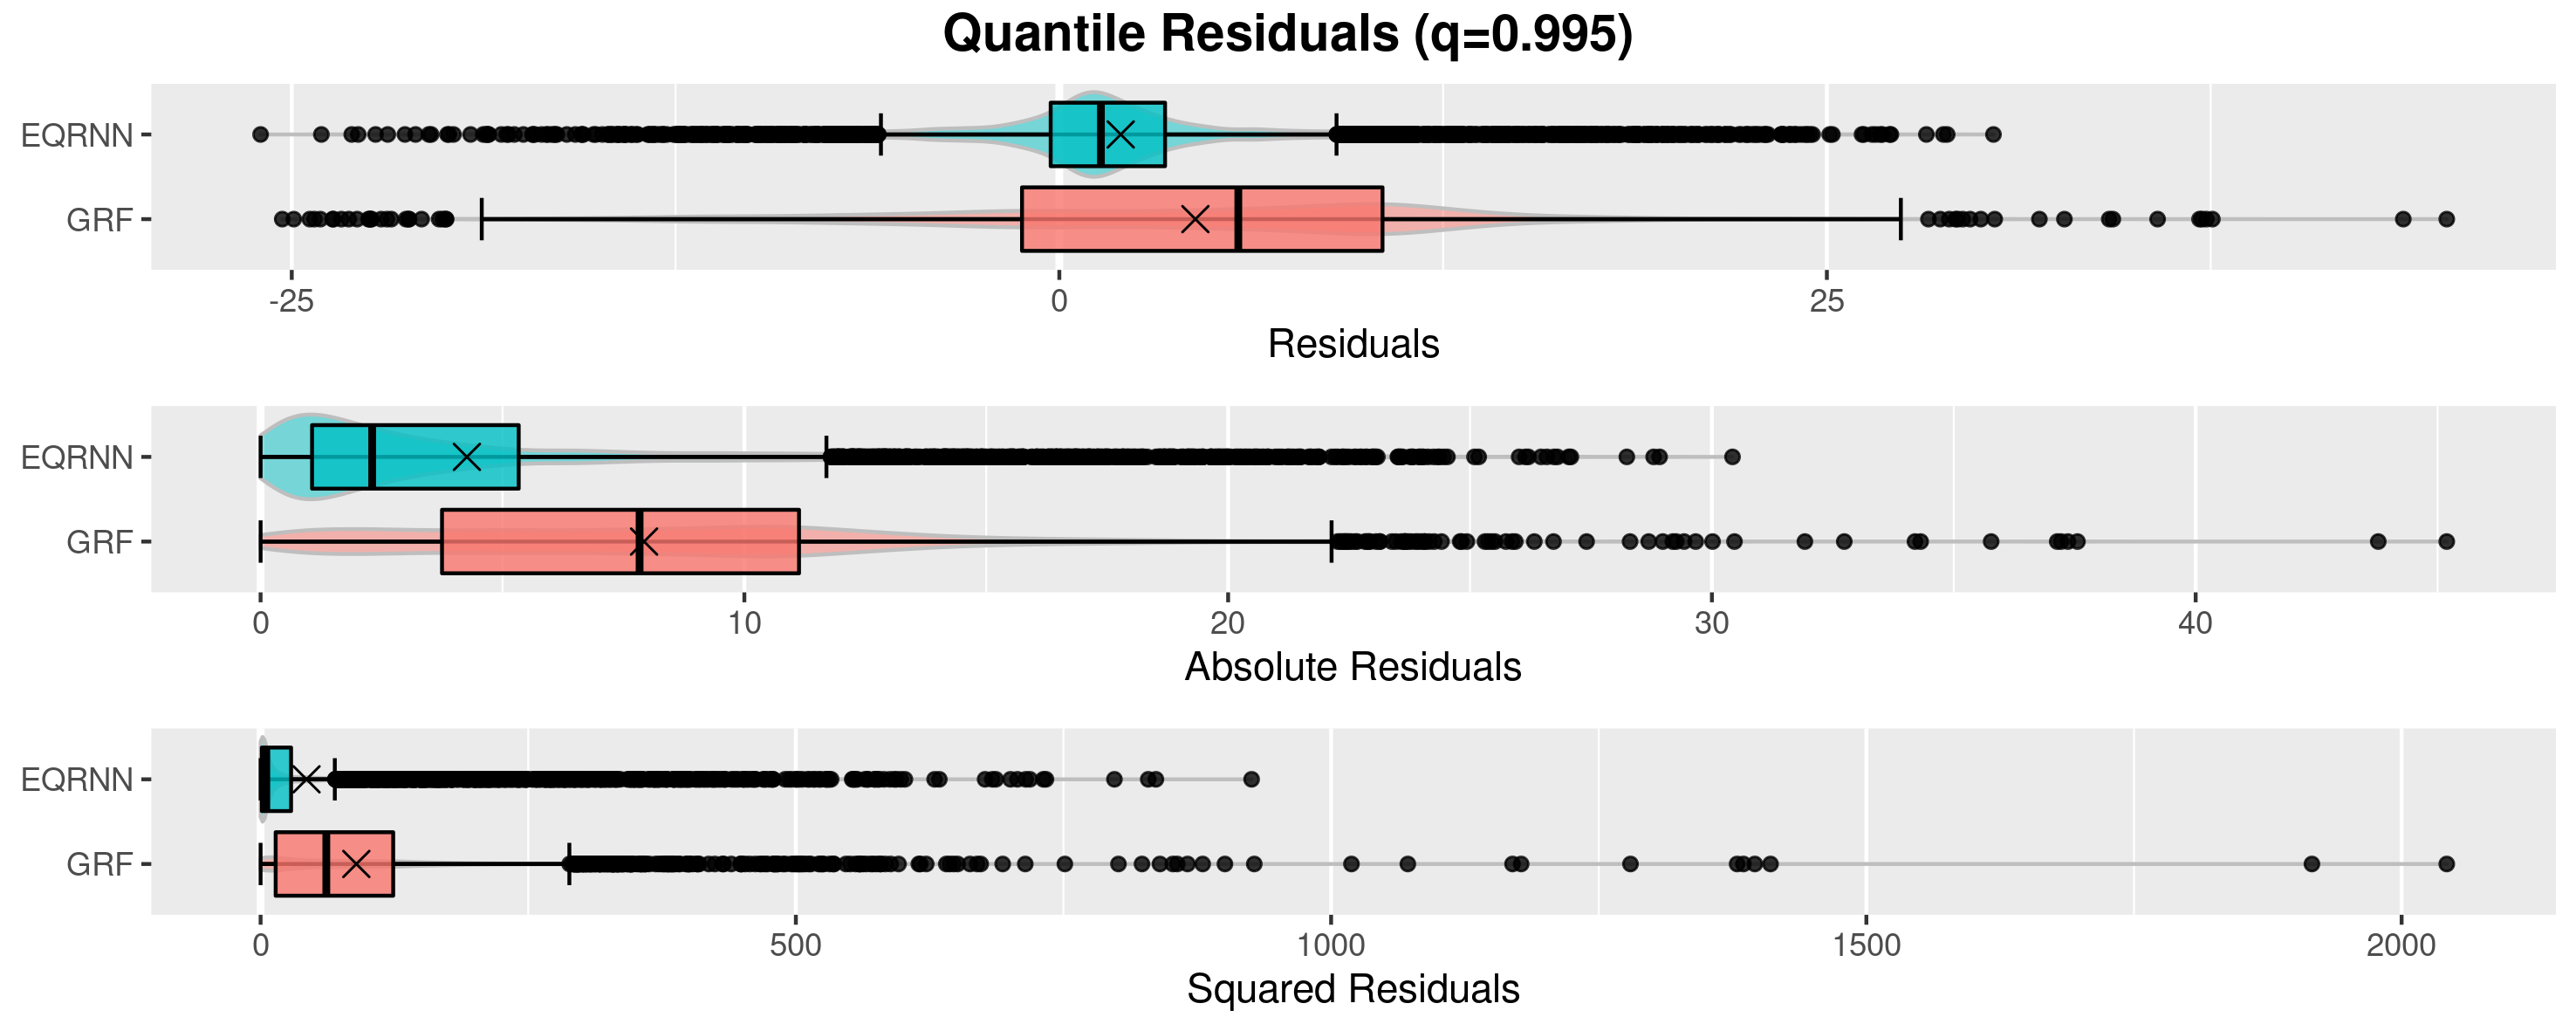 Quantile Residuals (q=0.995)
EQRNN
GRF
-25 0 25
Residuals
EQRNN
GRF
0 10 20 30 40
Absolute Residuals
EQRNN
GRF
0 500 1000 1500 2000
Squared Residuals